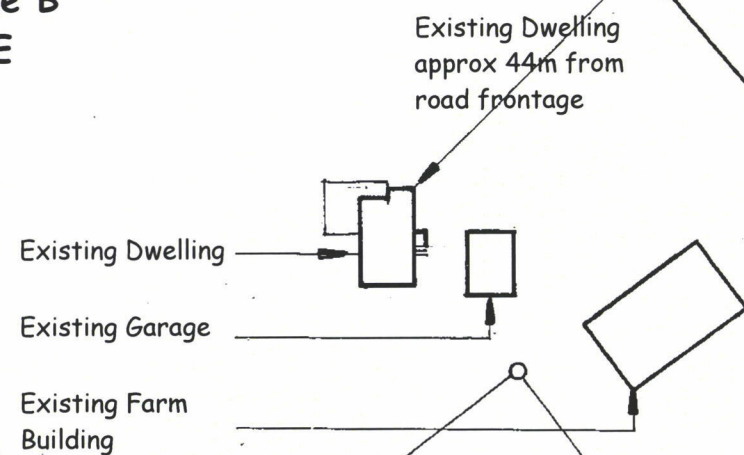 e B
E
Existing Dwelling
approx 44m from
road frontage
Existing Dwelling
Existing Garage
Existing Farm
Building